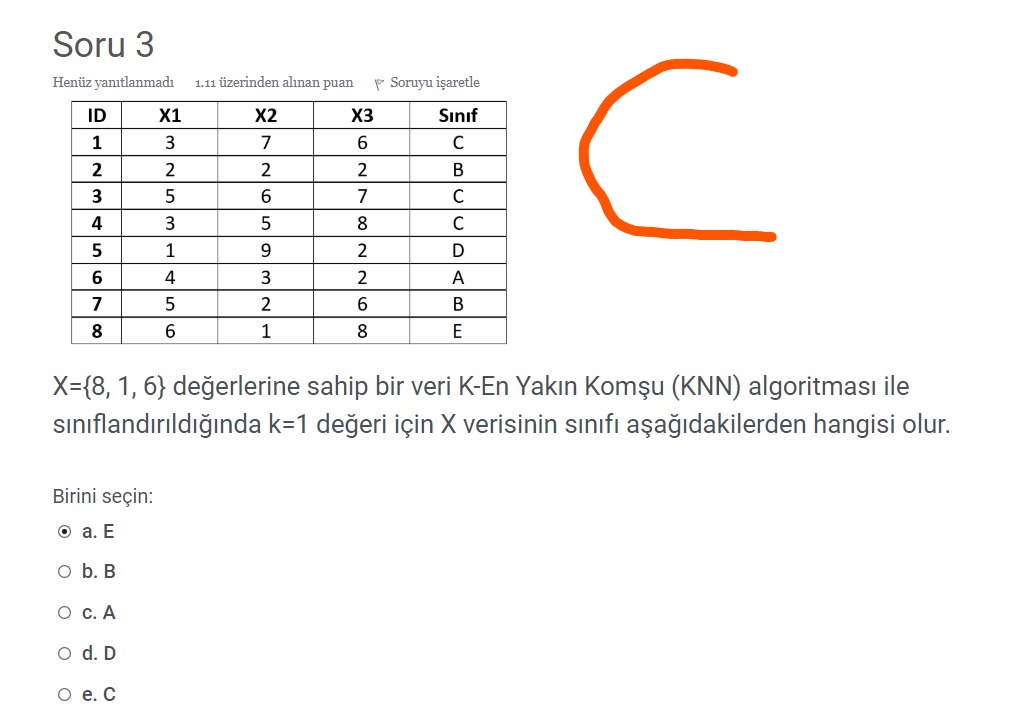 Soru 3
Henüz yanıtlanmadı 1.11 üzerinden alınan puan Soruyu işaretle
ID X1 X2 X3 Sınıf
1 3 7 6 C
2 2 2 2 B
3 5 6 7 C
4 3 5 8 C
5 1 9 2 D
6 4 3 2 A
7 5 2 6 B
8 6 1 8 E
C
X={8, 1, 6} değerlerine sahip bir veri K-En Yakın Komşu (KNN) algoritması ile
sınıflandırıldığında k=1 değeri için X verisinin sınıfı aşağıdakilerden hangisi olur.
Birini seçin:
a. E
b. B
c. A
d. D
e. C